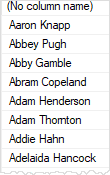 (No column name)
Aaron Knapp
Abbey Pugh
Abby Gamble
Abram Copeland
Adam Henderson
Adam Thornton
Addie Hahn
Adelaida Hancock